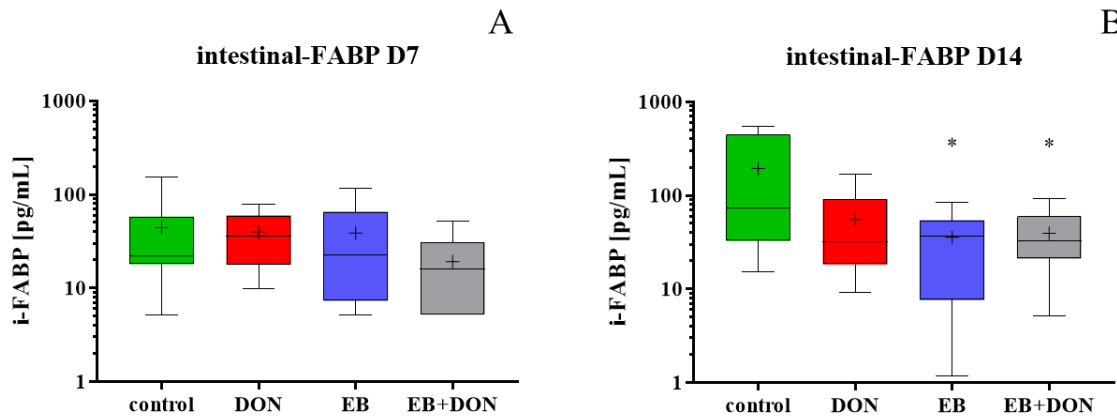 A
intestinal-FABP D7
i-FABP [pg/mL]
1000
100
10
1
control DON EB EB+DON
B
intestinal-FABP D14
i-FABP [pg/mL]
1000
100
10
1
* *
control DON EB EB+DON